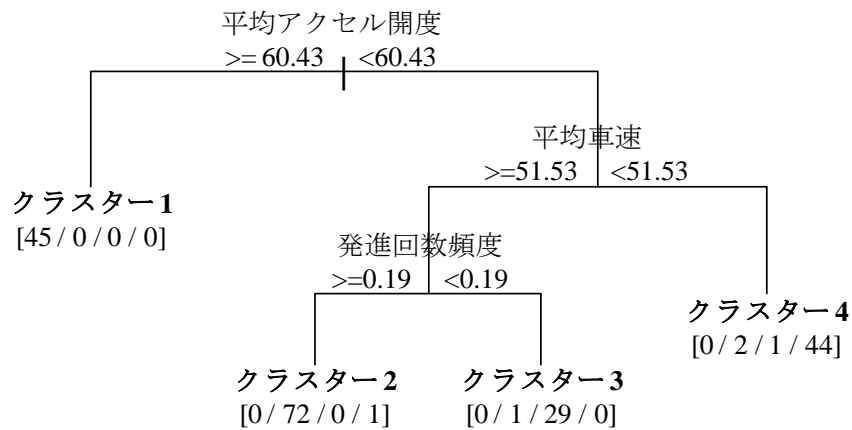 平均アクセル開度
>= 60.43 <60.43
平均車速
>=51.53 <51.53
クラスター1
[45 / 0 / 0 / 0]
発進回数頻度
>=0.19 <0.19
クラスター4
[0 / 2 / 1 / 44]
クラスター2
[0 / 72 / 0 / 1]
クラスター3
[0 / 1 / 29 / 0]